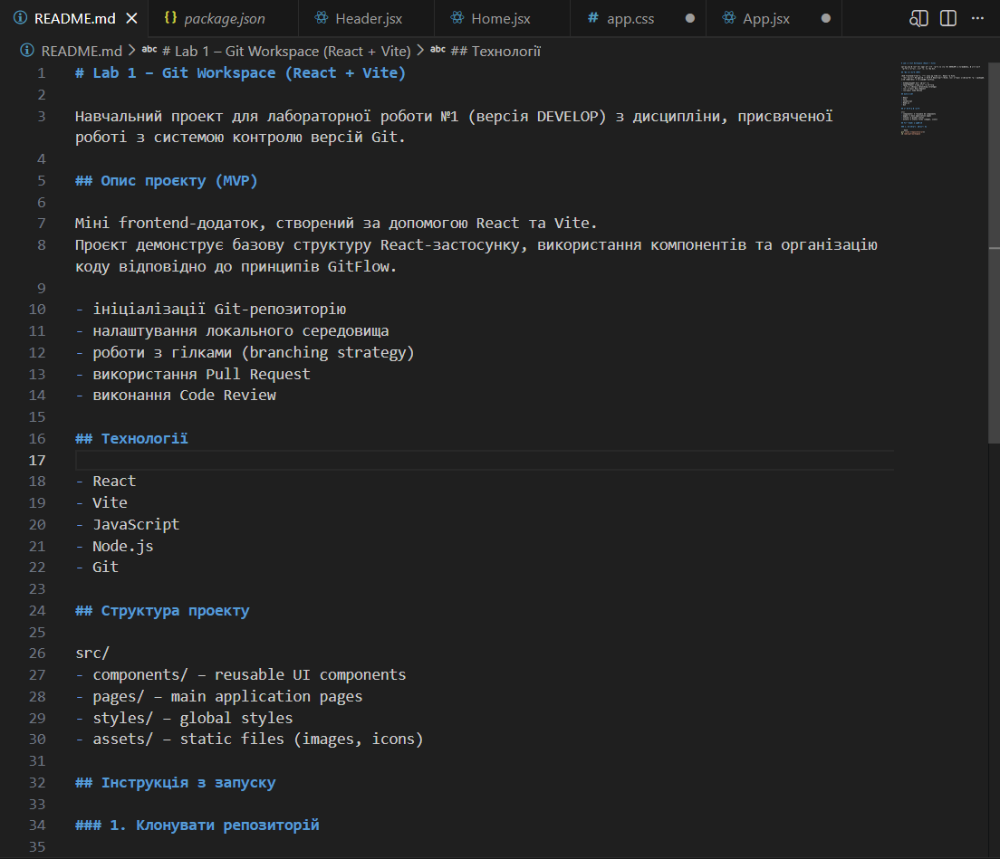 README.md package.json Header.jsx Home.jsx # app.css App.jsx
README.md > abc # Lab 1 – Git Workspace (React + Vite) > abc ## Технології
1 # Lab 1 – Git Workspace (React + Vite)
2
3 Навчальний проект для лабораторної роботи №1 (версія DEVELOP) з дисципліни, присвяченої
роботі з системою контролю версій Git.
4
5 ## Опис проєкту (MVP)
6
7 Міні frontend-додаток, створений за допомогою React та Vite.
8 Проєкт демонструє базову структуру React-застосунку, використання компонентів та організацію
коду відповідно до принципів GitFlow.
9
10 - ініціалізації Git-репозиторію
11 - налаштування локального середовища
12 - роботи з гілками (branching strategy)
13 - використання Pull Request
14 - виконання Code Review
15
16 ## Технології
17
18 - React
19 - Vite
20 - JavaScript
21 - Node.js
22 - Git
23
24 ## Структура проекту
25
26 src/
27 - components/ – reusable UI components
28 - pages/ – main application pages
29 - styles/ – global styles
30 - assets/ – static files (images, icons)
31
32 ## Інструкція з запуску
33
34 ### 1. Клонувати репозиторій
35